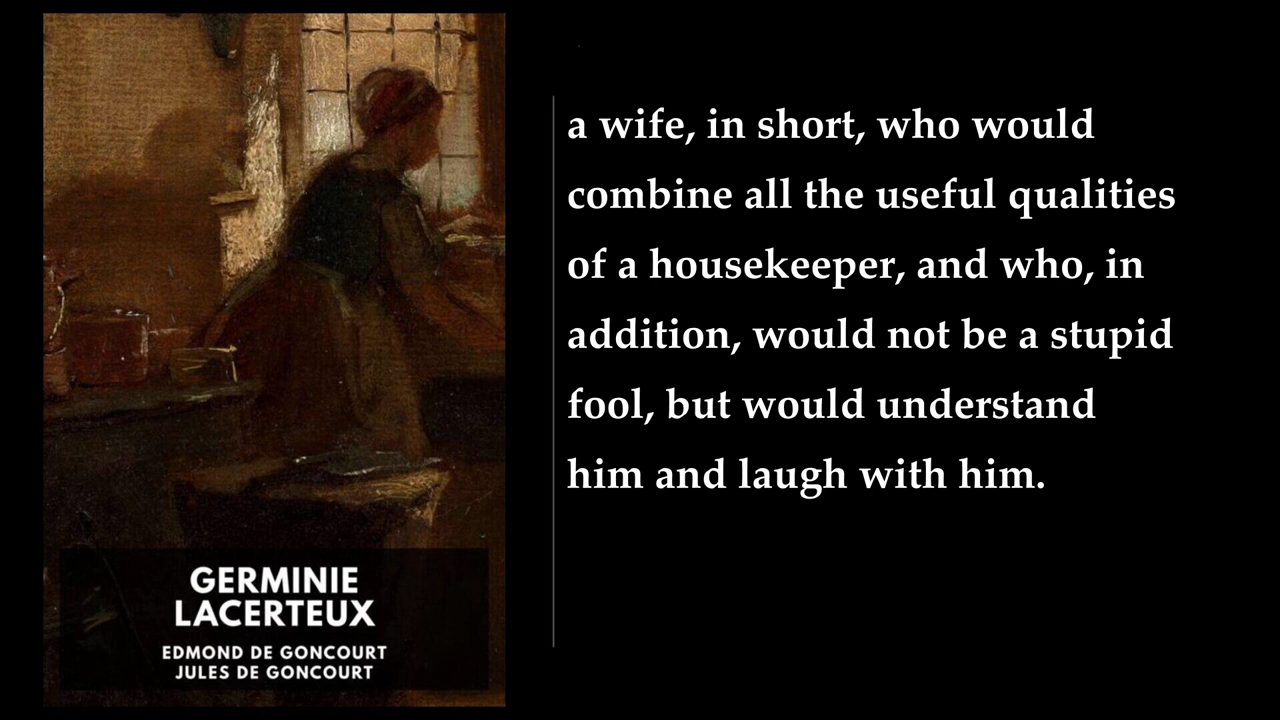 GERMINIE
LACERTEUX
EDMOND DE GONCOURT
JULES DE GONCOURT
a wife, in short, who would
combine all the useful qualities
of a housekeeper, and who, in
addition, would not be a stupid
fool, but would understand
him and laugh with him.